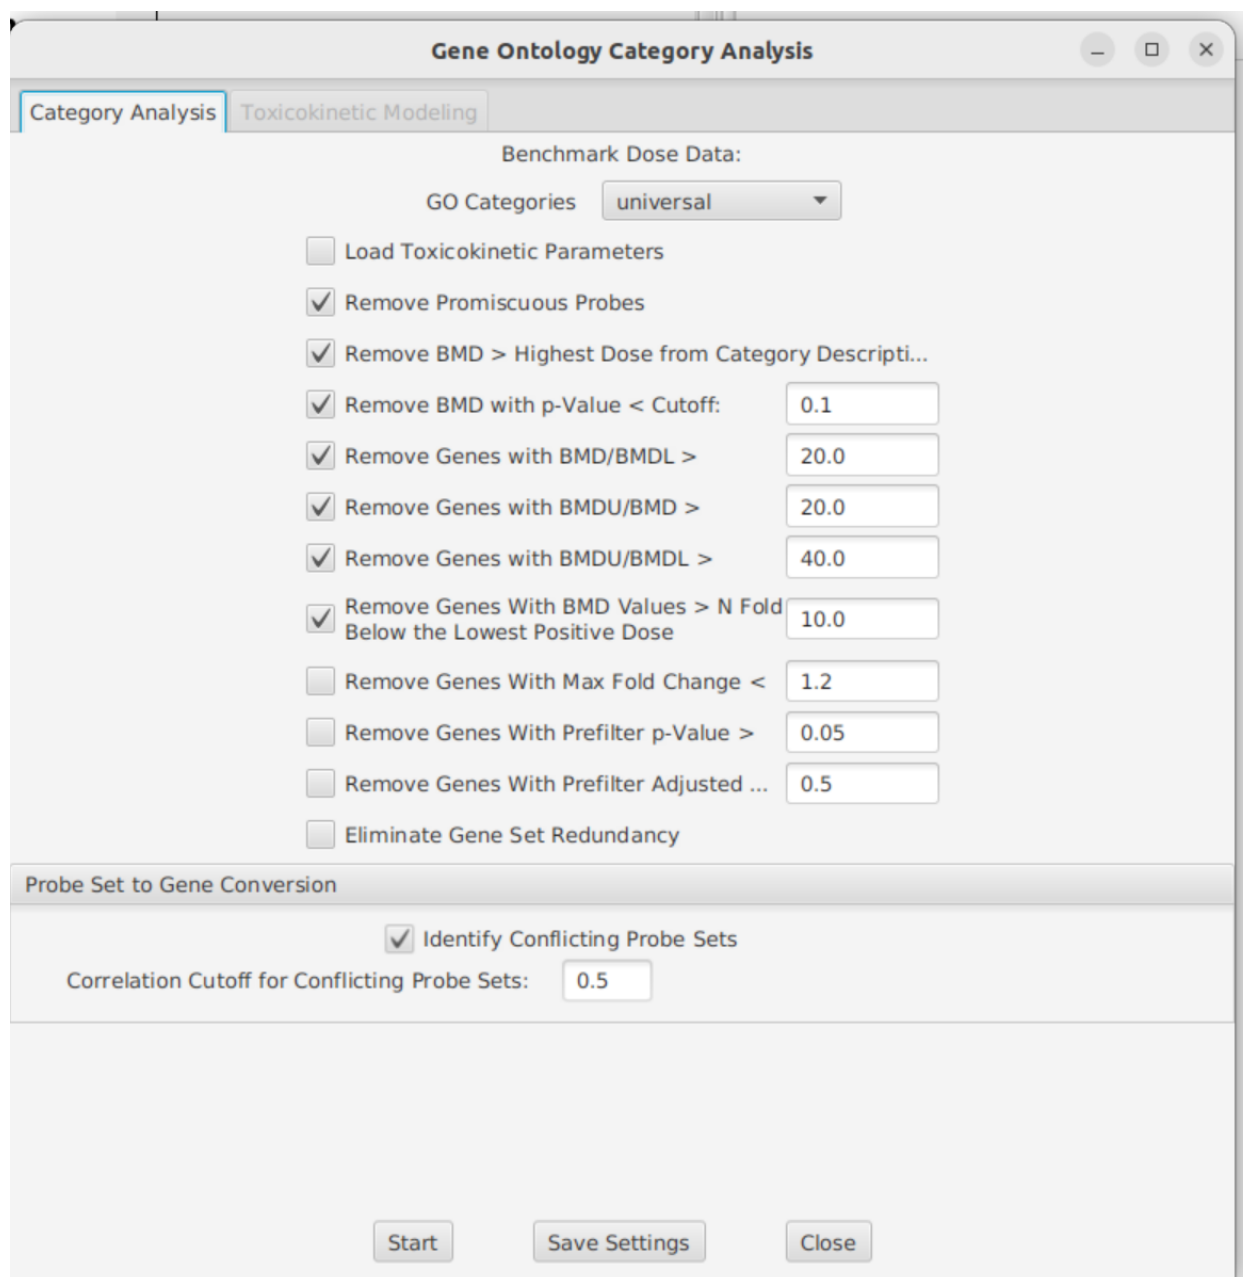 Gene Ontology Category Analysis
Category Analysis
Toxicokinetic Modeling
Benchmark Dose Data:
GO Categories universal
Load Toxicokinetic Parameters
Remove Promiscuous Probes
Remove BMD > Highest Dose from Category Descripti...
Remove BMD with p-Value < Cutoff: 0.1
Remove Genes with BMD/BMDL > 20.0
Remove Genes with BMDU/BMD > 20.0
Remove Genes with BMDU/BMDL > 40.0
Remove Genes With BMD Values > N Fold
Below the Lowest Positive Dose
10.0
Remove Genes With Max Fold Change < 1.2
Remove Genes With Prefilter p-Value > 0.05
Remove Genes With Prefilter Adjusted ... 0.5
Eliminate Gene Set Redundancy
Probe Set to Gene Conversion
Identify Conflicting Probe Sets
Correlation Cutoff for Conflicting Probe Sets: 0.5
Start
Save Settings
Close